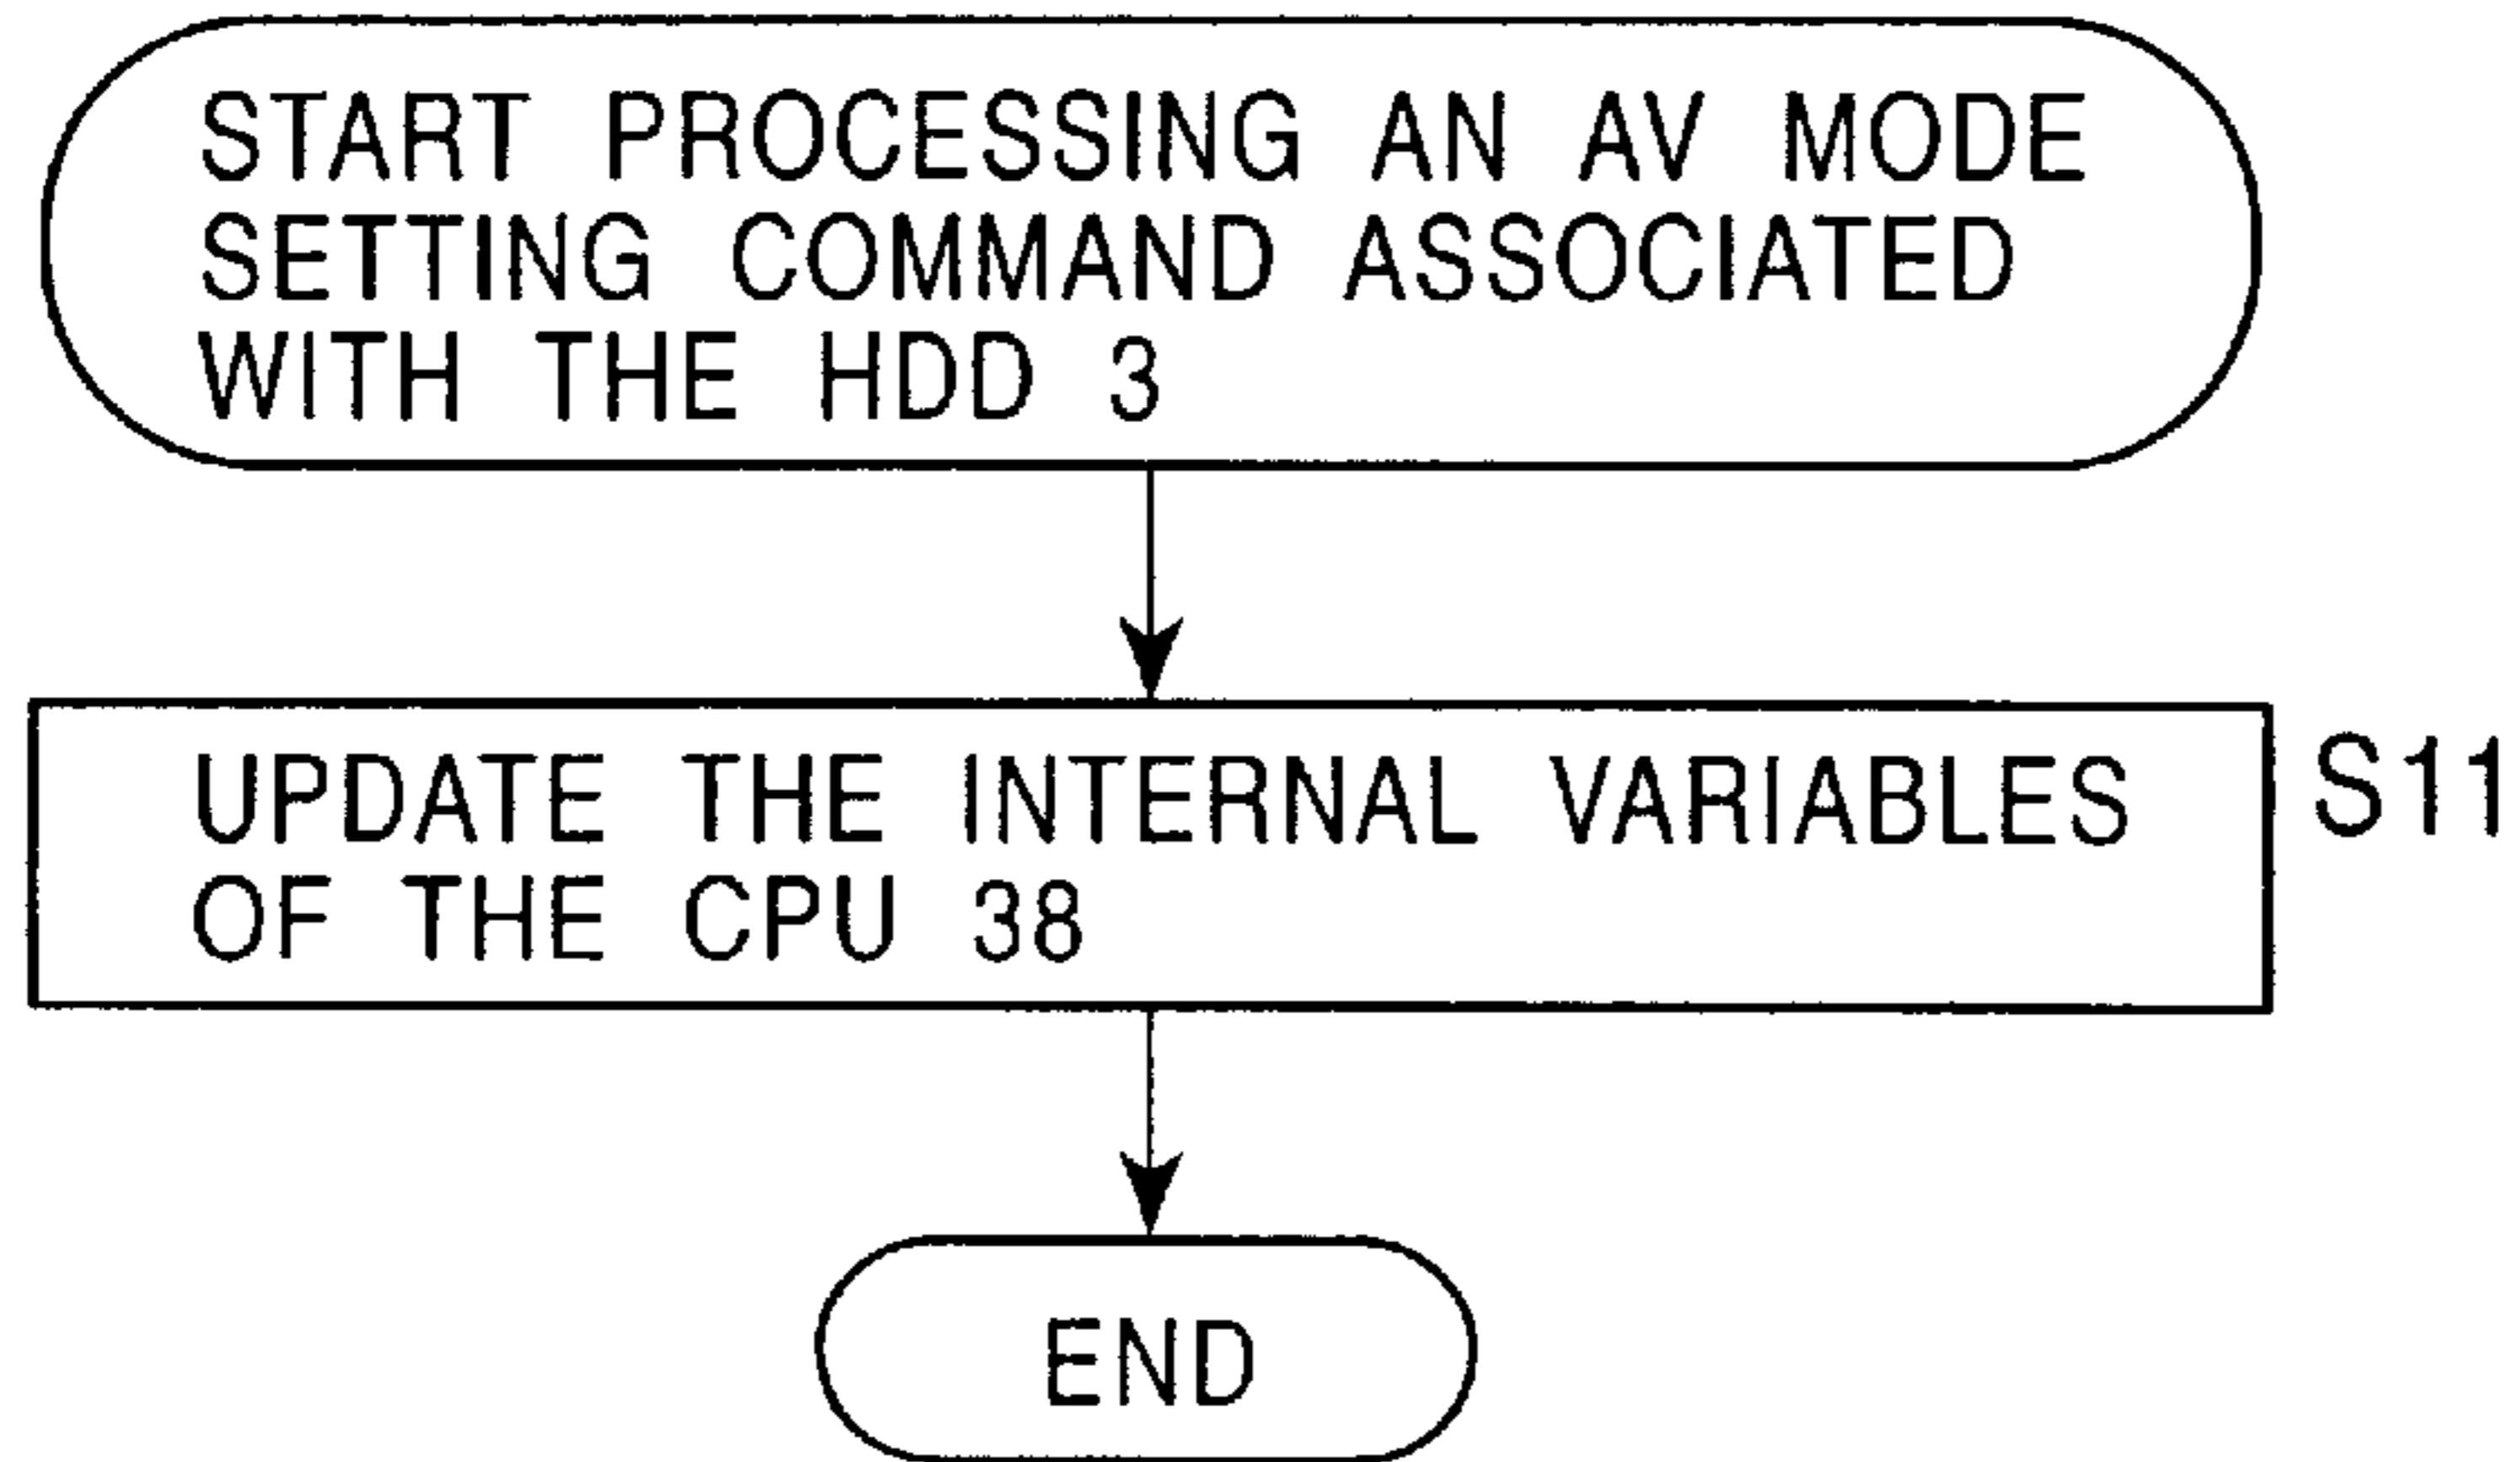 START PROCESSING AN AV MODE
SETTING COMMAND ASSOCIATED
WITH THE HDD 3
UPDATE THE INTERNAL VARIABLES
OF THE CPU 38
S11
END